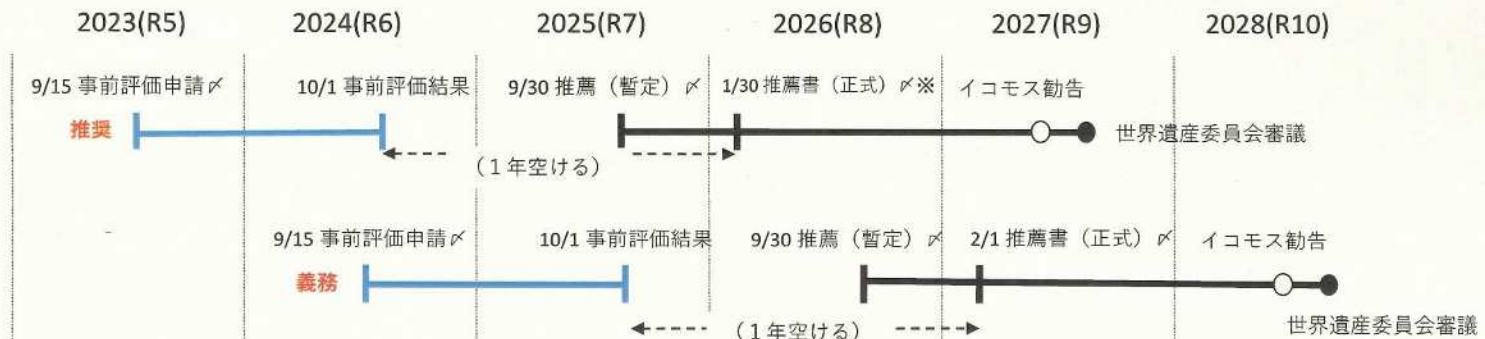 2023(R5) 2024(R6) 2025(R7) 2026(R8) 2027(R9) 2028(R10)
9/15 事前評価申請〆 10/1 事前評価結果 9/30 推薦（暫定）〆 1/30 推薦書（正式）〆※ イコモス勧告
推奨 世界遺産委員会審議
（１年空ける）
9/15 事前評価申請〆 10/1 事前評価結果 9/30 推薦（暫定）〆 2/1 推薦書（正式）〆 イコモス勧告
義務
（１年空ける） 世界遺産委員会審議